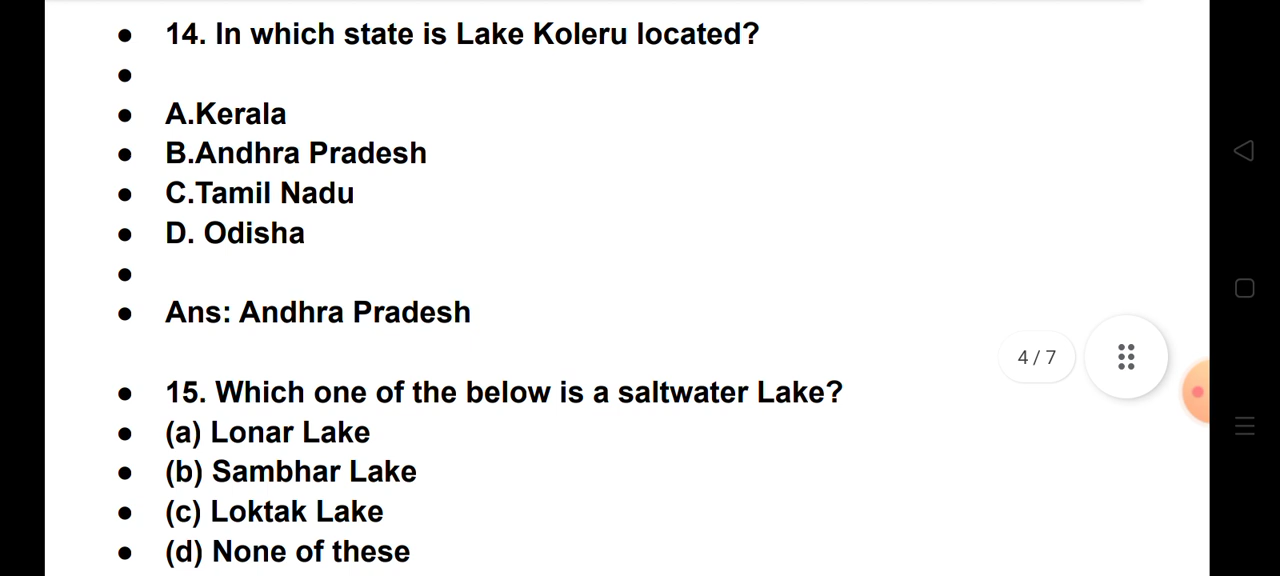 14. In which state is Lake Koleru located?
A.Kerala
B.Andhra Pradesh
C.Tamil Nadu
D. Odisha
Ans: Andhra Pradesh
4 / 7
15. Which one of the below is a saltwater Lake?
(a) Lonar Lake
(b) Sambhar Lake
(c) Loktak Lake
(d) None of these